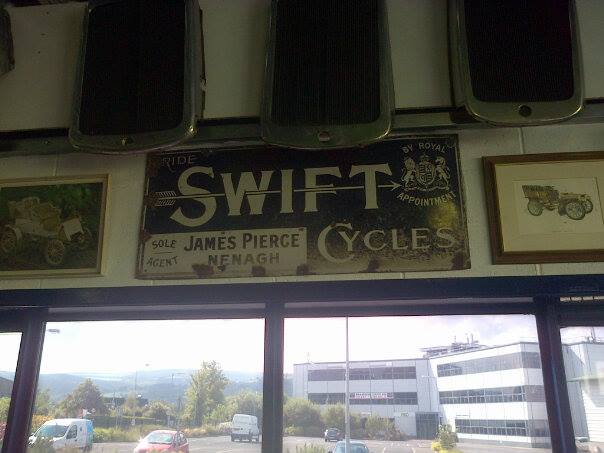 RIDE
SWIFT
BY ROYAL
APPOINTMENT
SOLE
AGENT
JAMES PIERCE
NENAGH
CYCLES